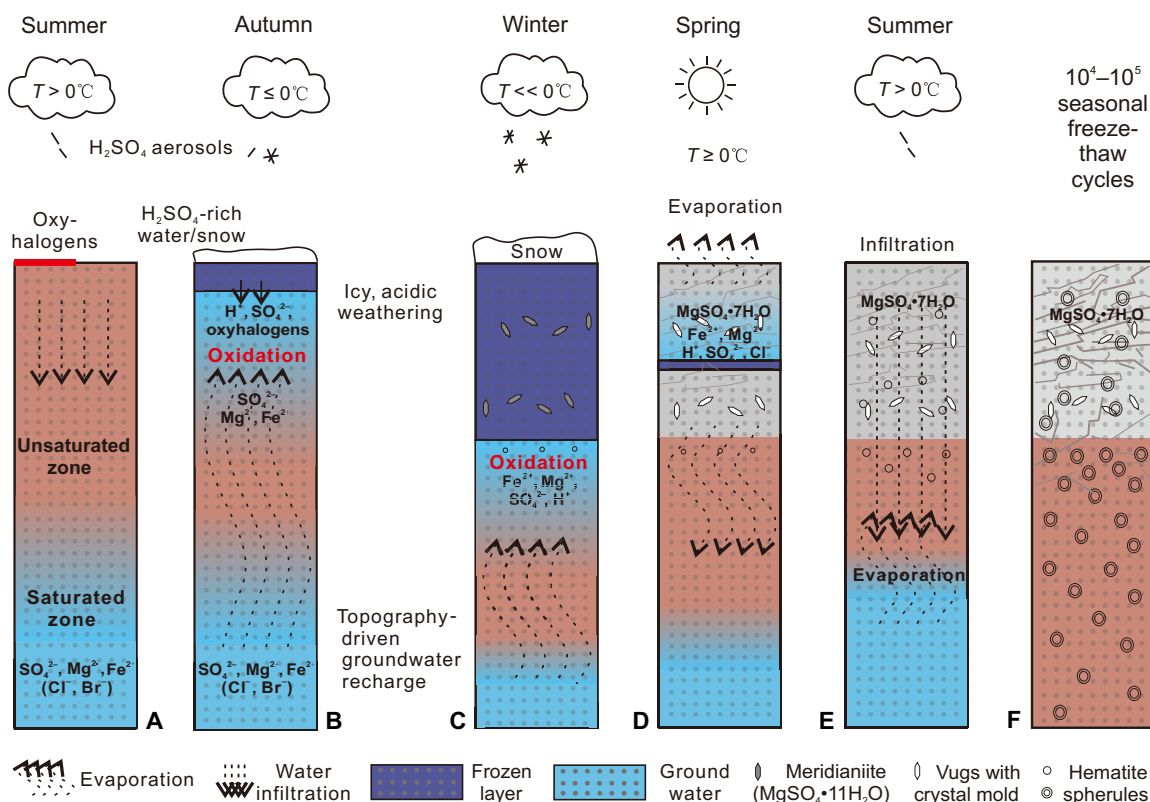 Summer
Autumn
Winter
Spring
Summer
T > 0℃
T ≤ 0℃
T << 0℃
T ≥ 0℃
T > 0℃
10⁴–10⁵
seasonal
freeze-
thaw
cycles
H₂SO₄ aerosols
Oxy-
halogens
Unsaturated
zone
Saturated
zone
SO₄²⁻, Mg²⁻, Fe²⁻
(Cl⁻, Br⁻)
A
H₂SO₄-rich
water/snow
H⁺, SO₄²⁻,
oxyhalogens
Oxidation
SO₄²⁻
Mg²⁻, Fe²⁻
SO₄²⁻, Mg²⁻, Fe²⁻
(Cl⁻, Br⁻)
B
Icy, acidic
weathering
Topography-
driven
groundwater
recharge
Snow
Oxidation
Fe²⁺, Mg²⁺,
SO₄²⁻, H⁺
C
Evaporation
MgSO₄•7H₂O
Fe²⁺, Mg²⁻
H⁺, SO₄²⁻, Cl
D
Infiltration
MgSO₄•7H₂O
Evaporation
E
MgSO₄•7H₂O
F
Evaporation
Water
infiltration
Frozen
layer
Ground
water
Meridianiite
(MgSO₄•11H₂O)
Vugs with
crystal mold
Hematite
spherules